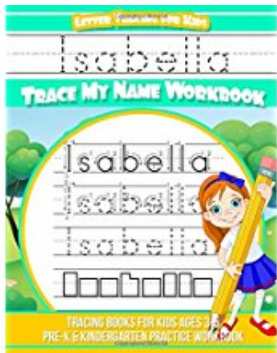 LETTER TRACING FOR KIDS
Isabella
TRACE MY NAME WORKBOOK
Isabella
Isabella
Isabella
TRACING BOOKS FOR KIDS AGES 3-5
PRE-K & KINDERGARTEN PRACTICE WORKBOOK